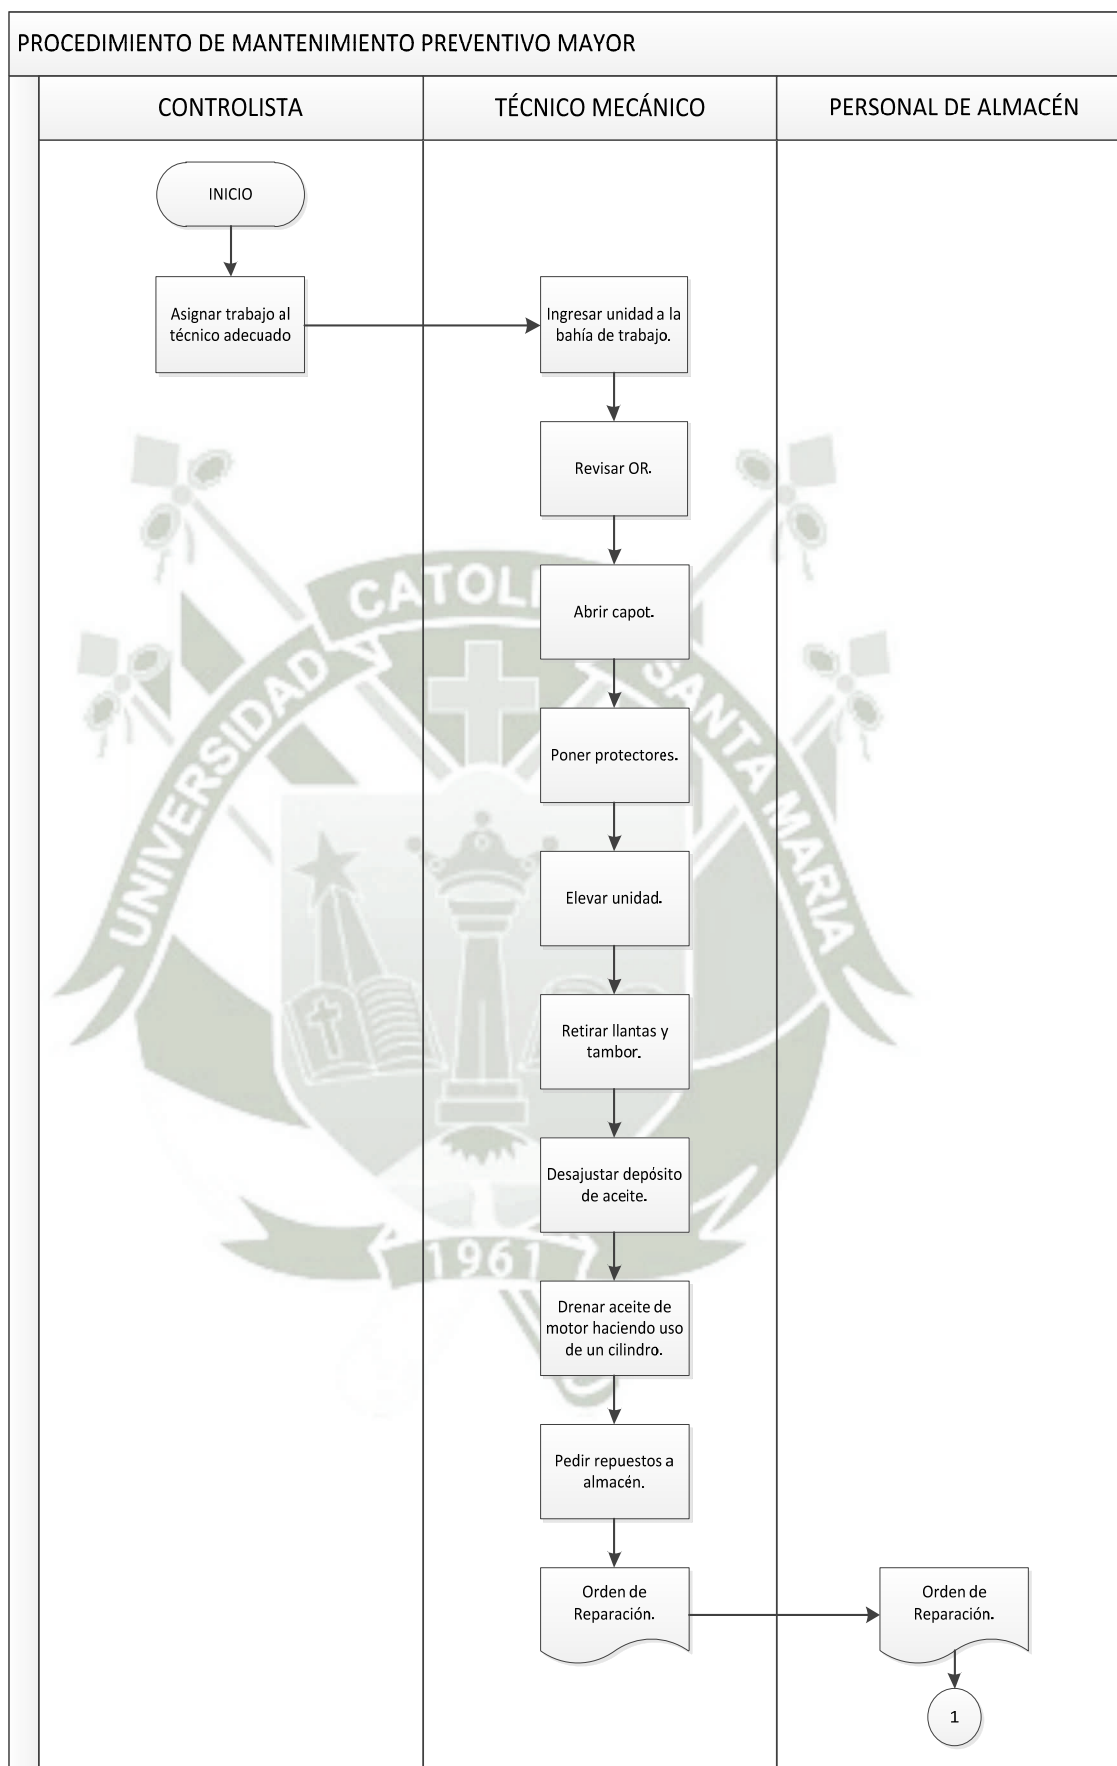 PROCEDIMIENTO DE MANTENIMIENTO PREVENTIVO MAYOR
CONTROLISTA
TÉCNICO MECÁNICO
PERSONAL DE ALMACÉN
INICIO
Asignar trabajo al
técnico adecuado
Ingresar unidad a la
bahía de trabajo.
Revisar OR.
Abrir capot.
Poner protectores.
Elevar unidad.
Retirar llantas y
tambor.
Desajustar depósito
de aceite.
Drenar aceite de
motor haciendo uso
de un cilindro.
Pedir repuestos a
almacén.
Orden de
Reparación.
Orden de
Reparación.
1
UNIVERSIDAD CATOLI SANTA MARIA
1961